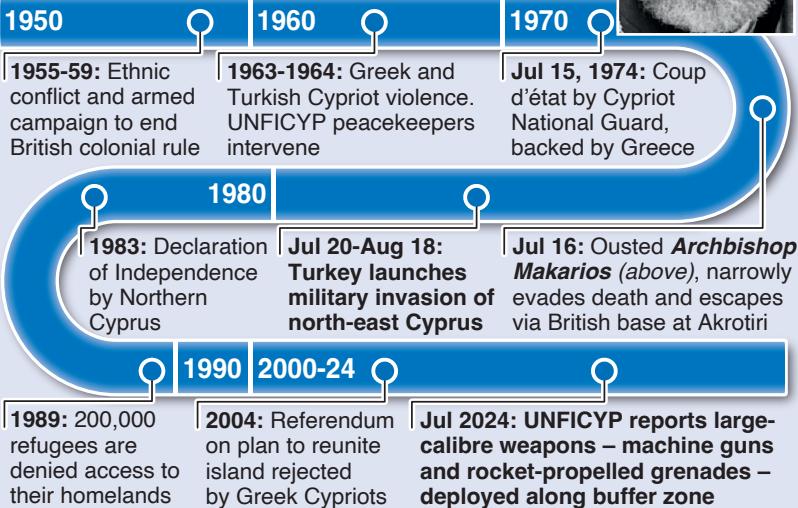 1950
1960
1970
1955-59: Ethnic
conflict and armed
campaign to end
British colonial rule
1963-1964: Greek and
Turkish Cypriot violence.
UNFICYP peacekeepers
intervene
Jul 15, 1974: Coup
d’état by Cypriot
National Guard,
backed by Greece
Jul 16: Ousted Archbishop
Makarios (above), narrowly
evades death and escapes
via British base at Akrotiri
Jul 20-Aug 18:
Turkey launches
military invasion of
north-east Cyprus
1980
1983: Declaration
of Independence
by Northern
Cyprus
1989: 200,000
refugees are
denied access to
their homelands
1990
2000-24
2004: Referendum
on plan to reunite
island rejected
by Greek Cypriots
Jul 2024: UNFICYP reports large-
calibre weapons – machine guns
and rocket-propelled grenades –
deployed along buffer zone